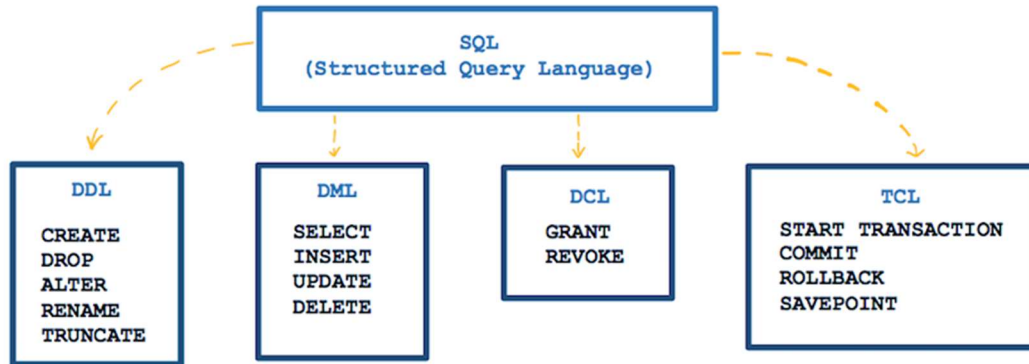 SQL
(Structured Query Language)
DDL
CREATE
DROP
ALTER
RENAME
TRUNCATE
DML
SELECT
INSERT
UPDATE
DELETE
DCL
GRANT
REVOKE
TCL
START TRANSACTION
COMMIT
ROLLBACK
SAVEPOINT